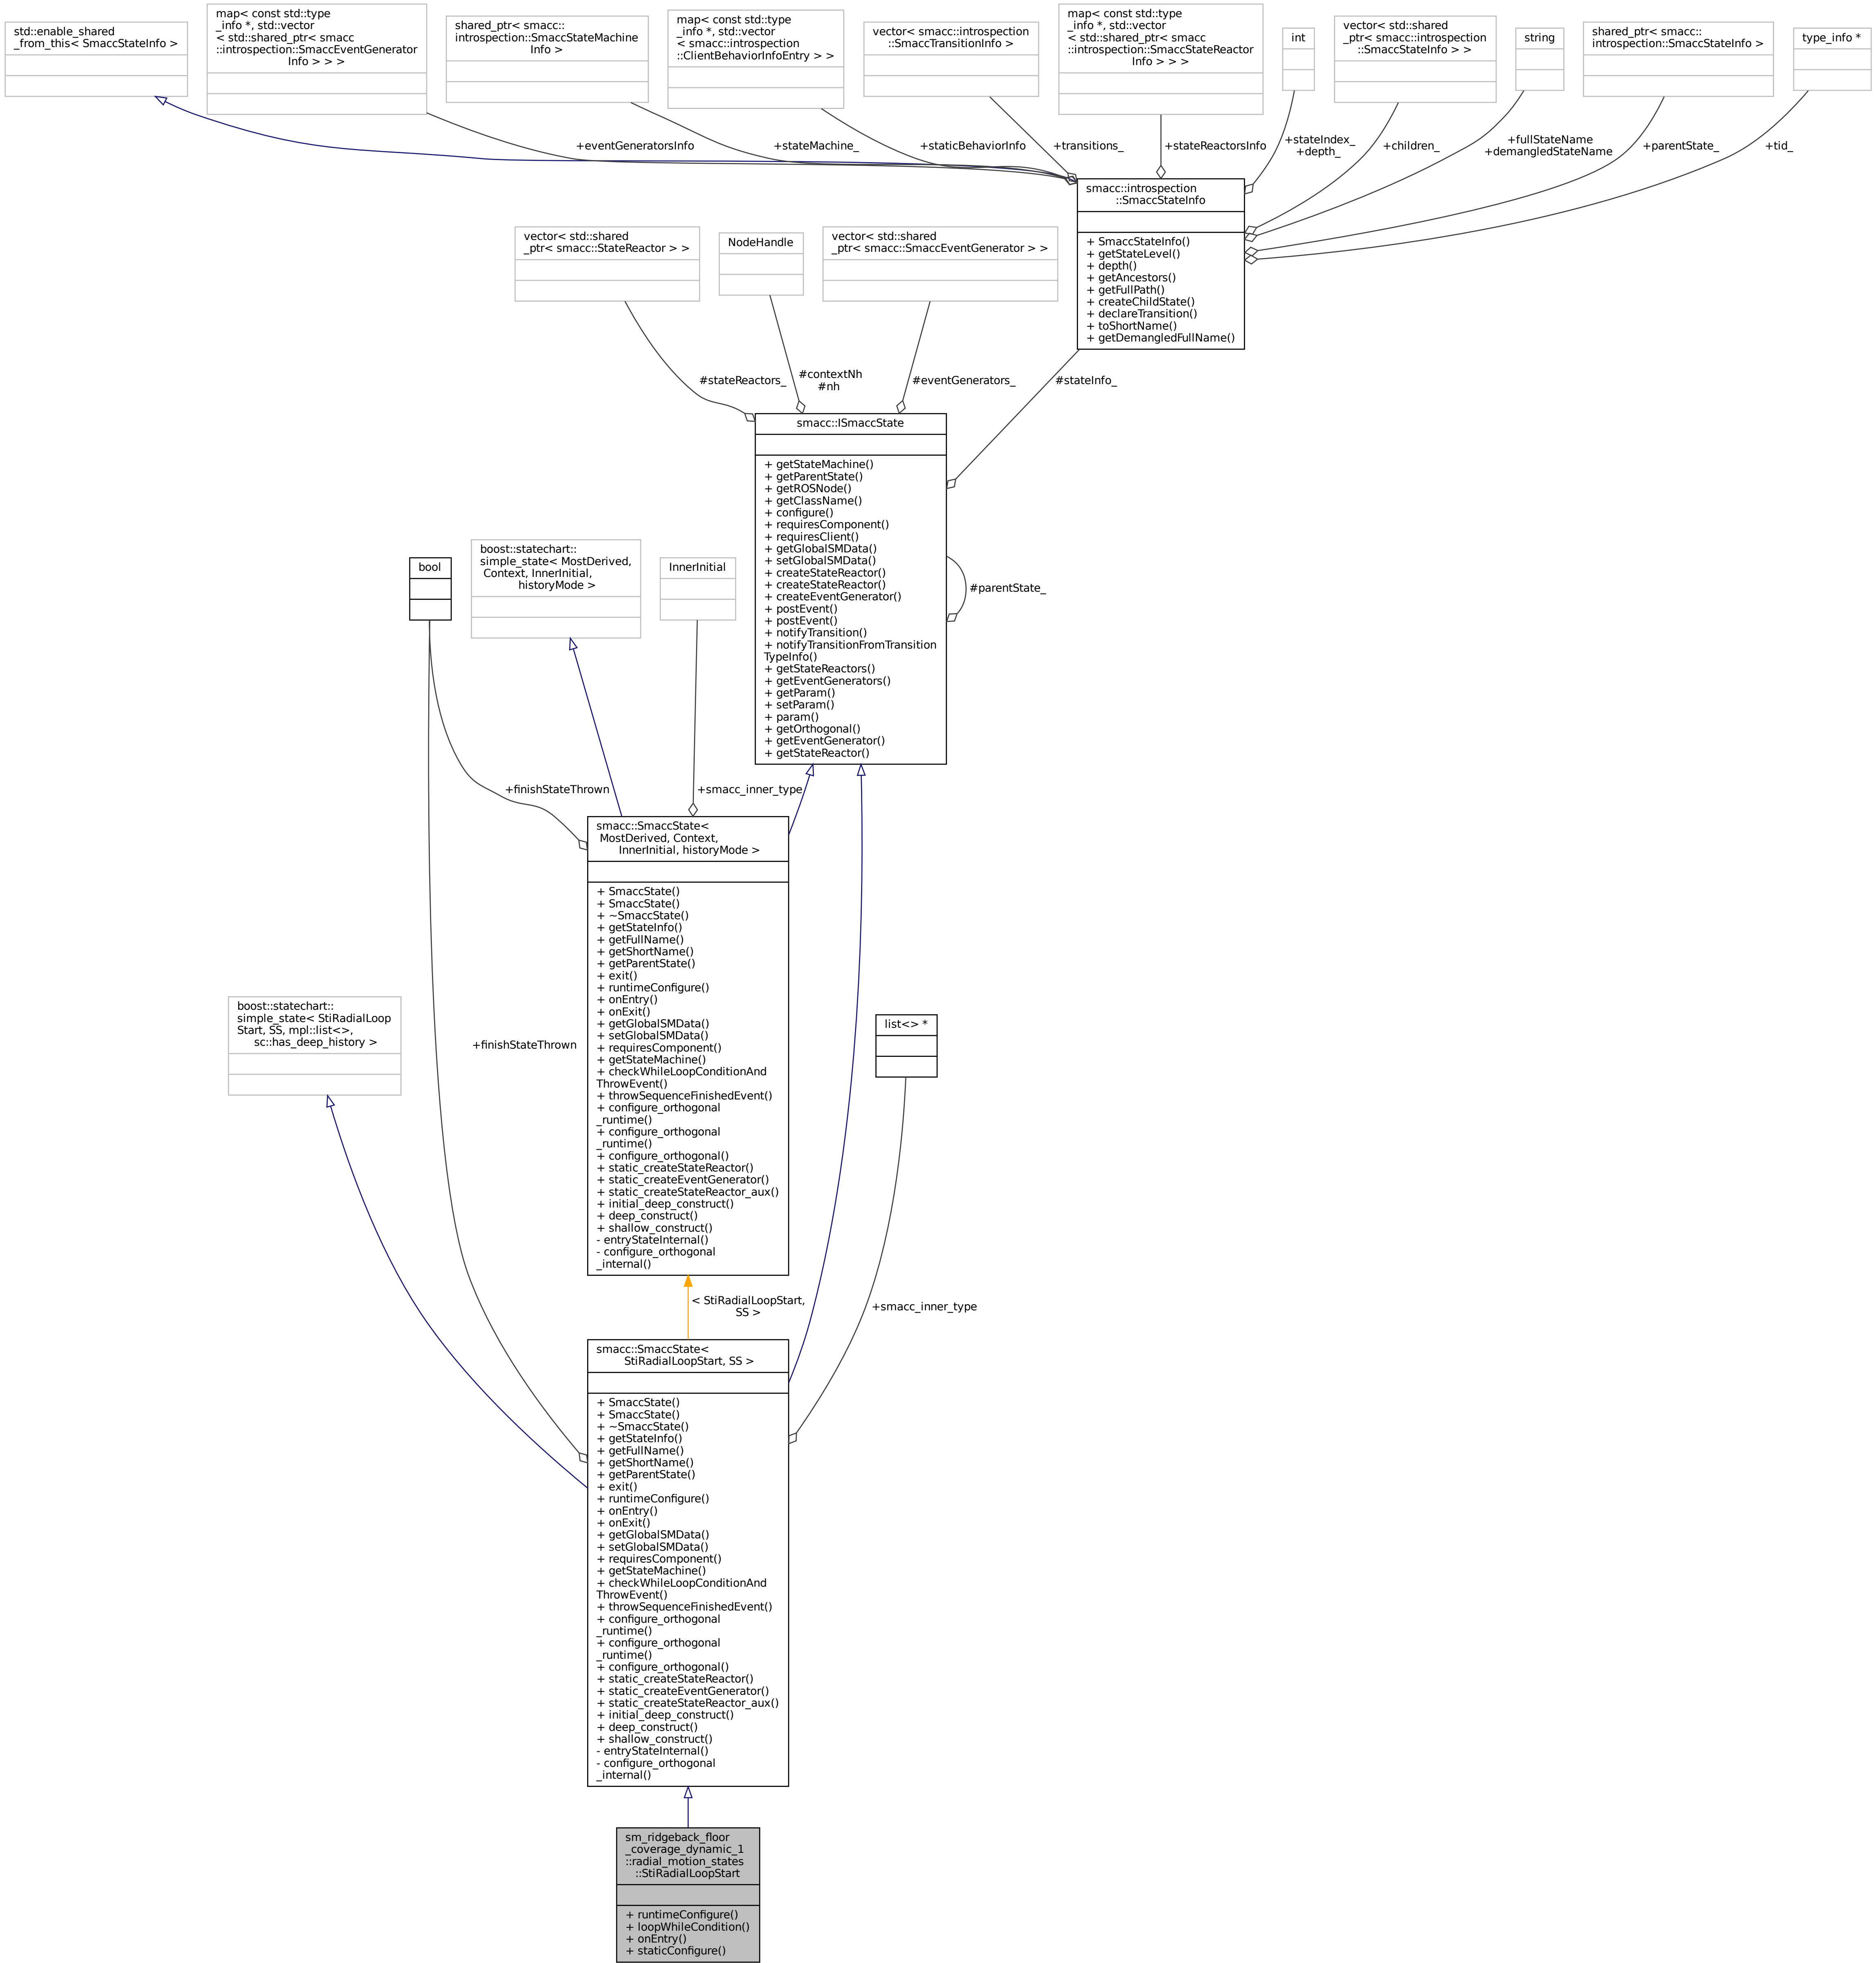 std::enable_shared
_from_this< SmaccStateInfo >
map< const std::type
_info *, std::vector
< std::shared_ptr< smacc
::introspection::SmaccEventGenerator
Info > > >
shared_ptr< smacc::
introspection::SmaccStateMachine
Info >
map< const std::type
_info *, std::vector
< smacc::introspection
::ClientBehaviorInfoEntry > >
vector< smacc::introspection
::SmaccTransitionInfo >
map< const std::type
_info *, std::vector
< std::shared_ptr< smacc
::introspection::SmaccStateReactor
Info > > >
int
vector< std::shared
_ptr< smacc::introspection
::SmaccStateInfo > >
string
shared_ptr< smacc::
introspection::SmaccStateInfo >
type_info *
+eventGeneratorsInfo
+stateMachine_
+staticBehaviorInfo
+transitions_
+stateReactorsInfo
+stateIndex_
+depth_
+children_
+fullStateName
+demangledStateName
+parentState_
+tid_
smacc::introspection
::SmaccStateInfo
+ SmaccStateInfo()
+ getStateLevel()
+ depth()
+ getAncestors()
+ getFullPath()
+ createChildState()
+ declareTransition()
+ toShortName()
+ getDemangledFullName()
vector< std::shared
_ptr< smacc::StateReactor > >
NodeHandle
vector< std::shared
_ptr< smacc::SmaccEventGenerator > >
#stateReactors_
#contextNh
#nh
#eventGenerators_
#stateInfo_
smacc::ISmaccState
+ getStateMachine()
+ getParentState()
+ getROSNode()
+ getClassName()
+ configure()
+ requiresComponent()
+ requiresClient()
+ getGlobalSMData()
+ setGlobalSMData()
+ createStateReactor()
+ createStateReactor()
+ createEventGenerator()
+ postEvent()
+ postEvent()
+ notifyTransition()
+ notifyTransitionFromTransition
TypeInfo()
+ getStateReactors()
+ getEventGenerators()
+ getParam()
+ setParam()
+ param()
+ getOrthogonal()
+ getEventGenerator()
+ getStateReactor()
#parentState_
bool
boost::statechart::
simple_state< MostDerived,
Context, InnerInitial,
historyMode >
InnerInitial
+finishStateThrown
+smacc_inner_type
smacc::SmaccState<
MostDerived, Context,
InnerInitial, historyMode >
+ SmaccState()
+ SmaccState()
+ ~SmaccState()
+ getStateInfo()
+ getFullName()
+ getShortName()
+ getParentState()
+ exit()
+ runtimeConfigure()
+ onEntry()
+ onExit()
+ getGlobalSMData()
+ setGlobalSMData()
+ requiresComponent()
+ getStateMachine()
+ checkWhileLoopConditionAnd
ThrowEvent()
+ throwSequenceFinishedEvent()
+ configure_orthogonal
_runtime()
+ configure_orthogonal
_runtime()
+ configure_orthogonal()
+ static_createStateReactor()
+ static_createEventGenerator()
+ static_createStateReactor_aux()
+ initial_deep_construct()
+ deep_construct()
+ shallow_construct()
- entryStateInternal()
- configure_orthogonal
_internal()
boost::statechart::
simple_state< StiRadialLoop
Start, SS, mpl::list<>,
sc::has_deep_history >
+finishStateThrown
list<> *
< StiRadialLoopStart,
SS >
+smacc_inner_type
smacc::SmaccState<
StiRadialLoopStart, SS >
+ SmaccState()
+ SmaccState()
+ ~SmaccState()
+ getStateInfo()
+ getFullName()
+ getShortName()
+ getParentState()
+ exit()
+ runtimeConfigure()
+ onEntry()
+ onExit()
+ getGlobalSMData()
+ setGlobalSMData()
+ requiresComponent()
+ getStateMachine()
+ checkWhileLoopConditionAnd
ThrowEvent()
+ throwSequenceFinishedEvent()
+ configure_orthogonal
_runtime()
+ configure_orthogonal
_runtime()
+ configure_orthogonal()
+ static_createStateReactor()
+ static_createEventGenerator()
+ static_createStateReactor_aux()
+ initial_deep_construct()
+ deep_construct()
+ shallow_construct()
- entryStateInternal()
- configure_orthogonal
_internal()
sm_ridgeback_floor
_coverage_dynamic_1
::radial_motion_states
::StiRadialLoopStart
+ runtimeConfigure()
+ loopWhileCondition()
+ onEntry()
+ staticConfigure()